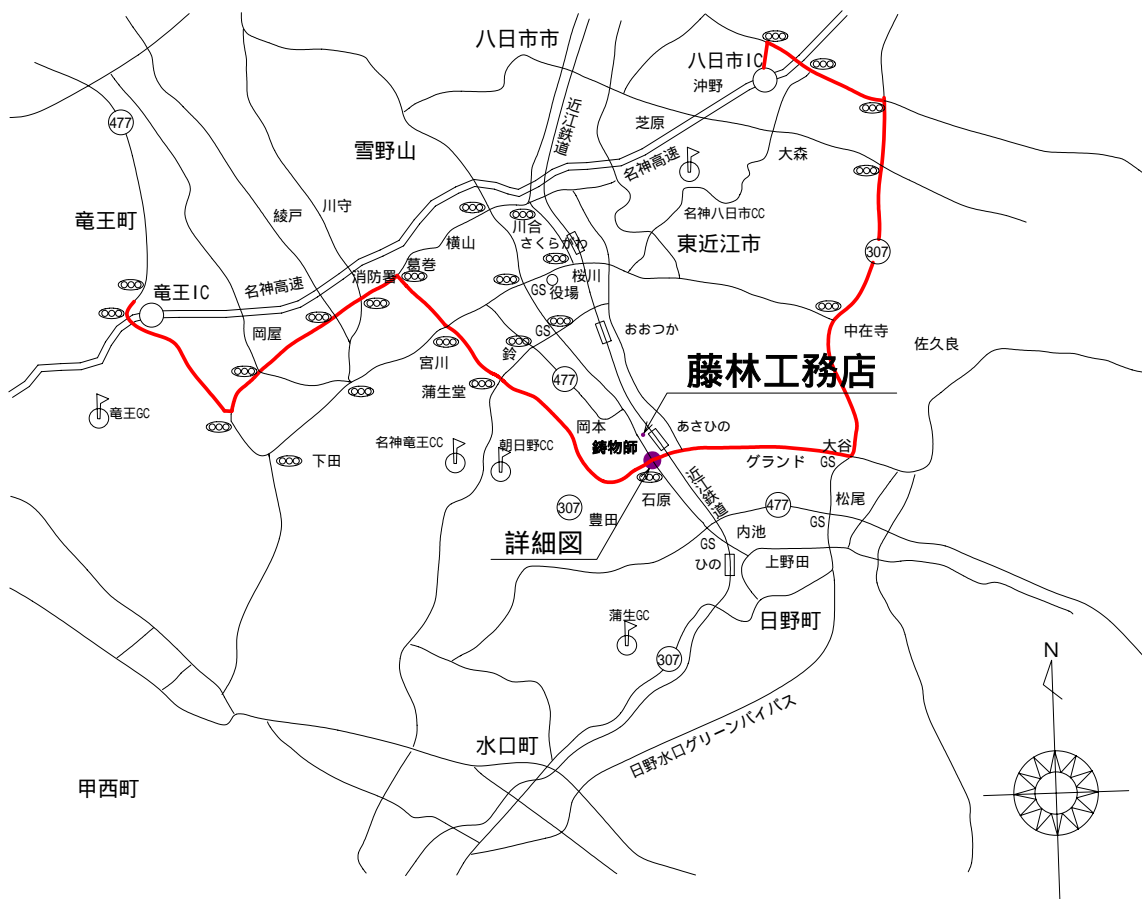 八日市市
八日市IC
沖野
近江鉄道
芝原
477
雪野山
名神高速
大森
川守
綾戸
竜王町
名神八日市CC
川合
さくらがわ
横山
東近江市
307
葛巻
消防署
桜川
名神高速
竜王IC
GS
役場
岡屋
GS
おおつか
中在寺
佐久良
鈴
宮川
藤林工務店
477
蒲生堂
竜王GC
岡本
あさひの
名神竜王CC
朝日野CC
鋳物師
大谷
下田
グランド
GS
近江鉄道
石原
松尾
477
307
豊田
GS
内池
詳細図
GS
ひの
上野田
蒲生GC
日野町
307
N
日野水口グリーンバイパス
水口町
甲西町